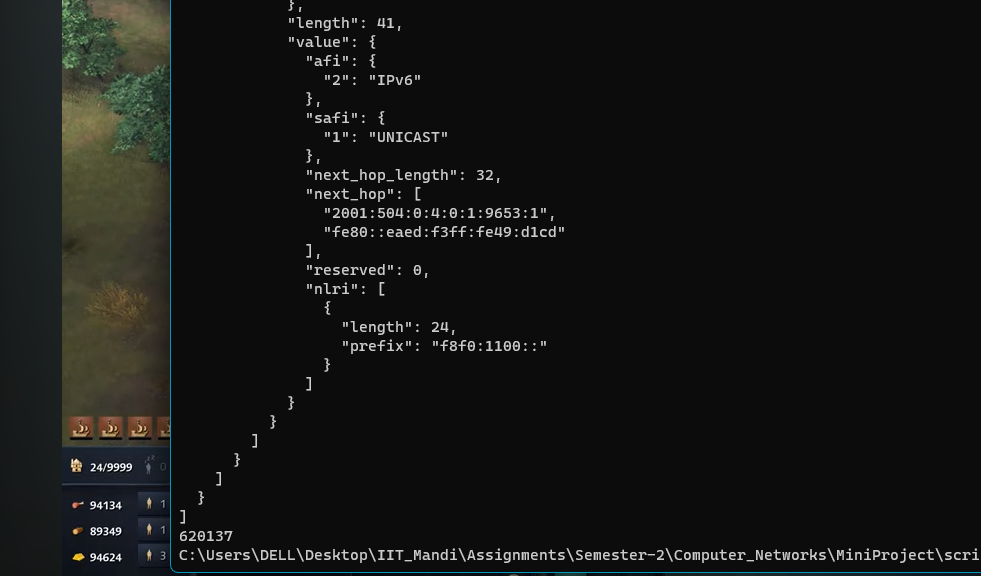 },
"length": 41,
"value": {
"afi": {
"2": "IPv6"
},
"safi": {
"1": "UNICAST"
},
"next_hop_length": 32,
"next_hop": [
"2001:504:0:4:0:1:9653:1",
"fe80::eaed:f3ff:fe49:d1cd"
],
"reserved": 0,
"nlri": [
{
"length": 24,
"prefix": "f8f0:1100::"
}
]
}
}
]
}
]
}
]
620137
C:\Users\DELL\Desktop\IIT_Mandi\Assignments\Semester-2\Computer_Networks\MiniProject\scri
24/9999 0
94134 1
89349 1
94624 3